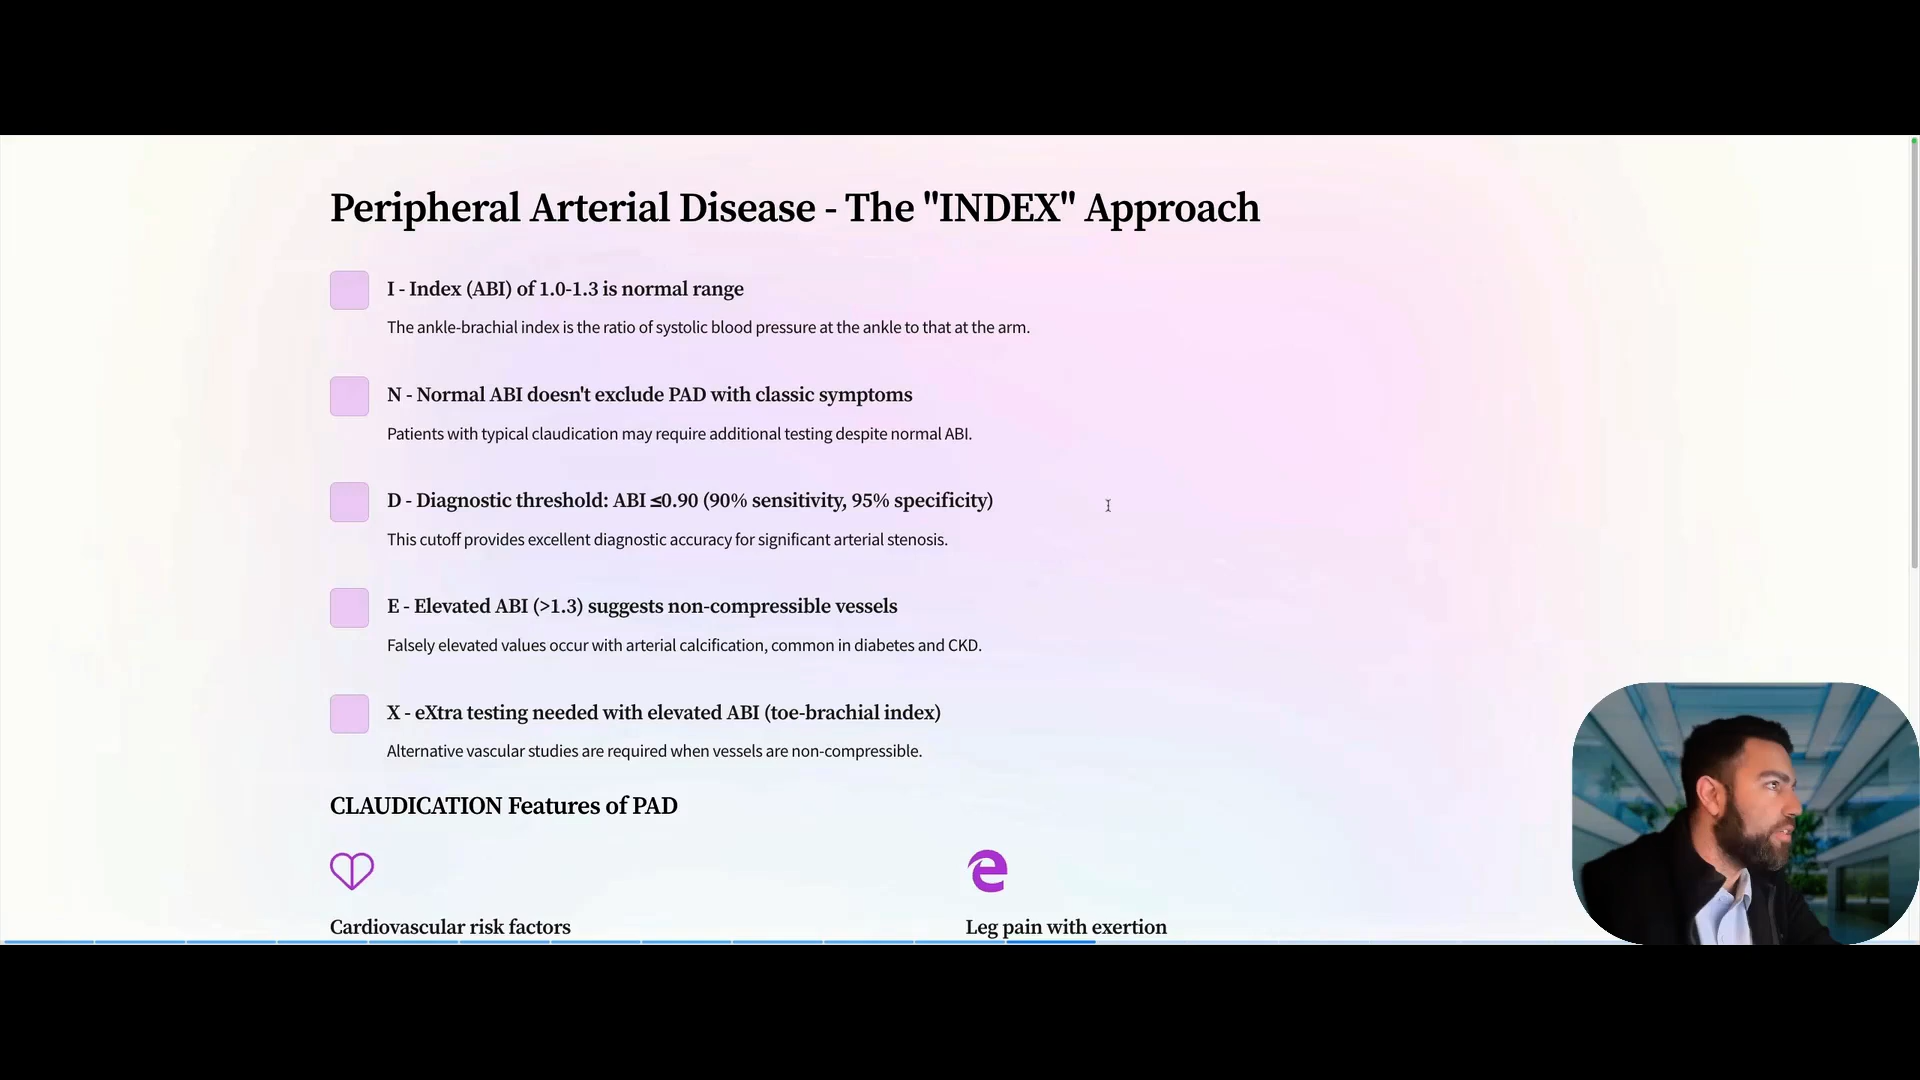 Peripheral Arterial Disease - The "INDEX" Approach
I - Index (ABI) of 1.0-1.3 is normal range
The ankle-brachial index is the ratio of systolic blood pressure at the ankle to that at the arm.
N - Normal ABI doesn't exclude PAD with classic symptoms
Patients with typical claudication may require additional testing despite normal ABI.
D - Diagnostic threshold: ABI ≤0.90 (90% sensitivity, 95% specificity)
This cutoff provides excellent diagnostic accuracy for significant arterial stenosis.
E - Elevated ABI (>1.3) suggests non-compressible vessels
Falsely elevated values occur with arterial calcification, common in diabetes and CKD.
X - eXtra testing needed with elevated ABI (toe-brachial index)
Alternative vascular studies are required when vessels are non-compressible.
CLAUDICATION Features of PAD
Cardiovascular risk factors
Leg pain with exertion